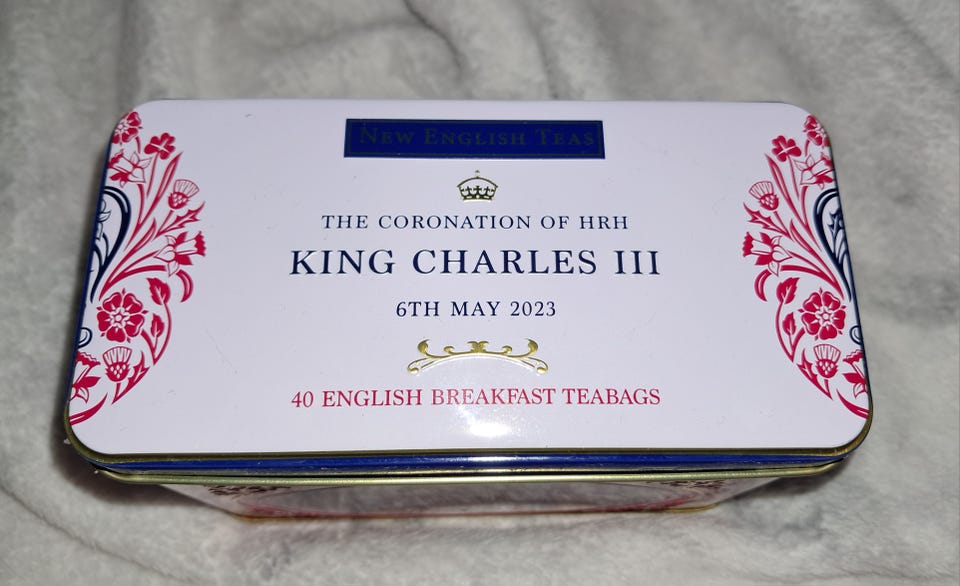 New English Teas
THE CORONATION OF HRH
KING CHARLES III
6TH MAY 2023
40 ENGLISH BREAKFAST TEABAGS